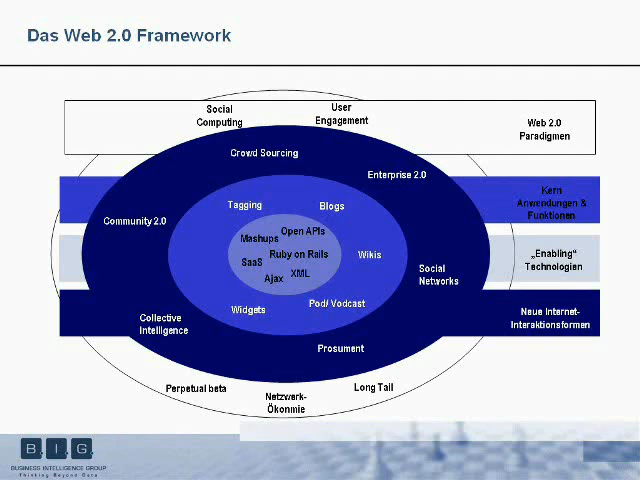 Das Web 2.0 Framework
Social
Computing
User
Engagement
Web 2.0
Paradigmen
Crowd Sourcing
Enterprise 2.0
Kern
Anwendungen &
Funktionen
Tagging
Blogs
Community 2.0
Open APIs
Mashups
Ruby on Rails
Wikis
„Enabling“
Technologien
SaaS
XML
Ajax
Social
Networks
Pod/ Vodcast
Widgets
Collective
Intelligence
Neue Internet-
Interaktionsformen
Prosument
Perpetual beta
Long Tail
Netzwerk-
Ökonmie
B.I.G.
BUSINESS INTELLIGENCE GROUP
Thinking Beyond Data